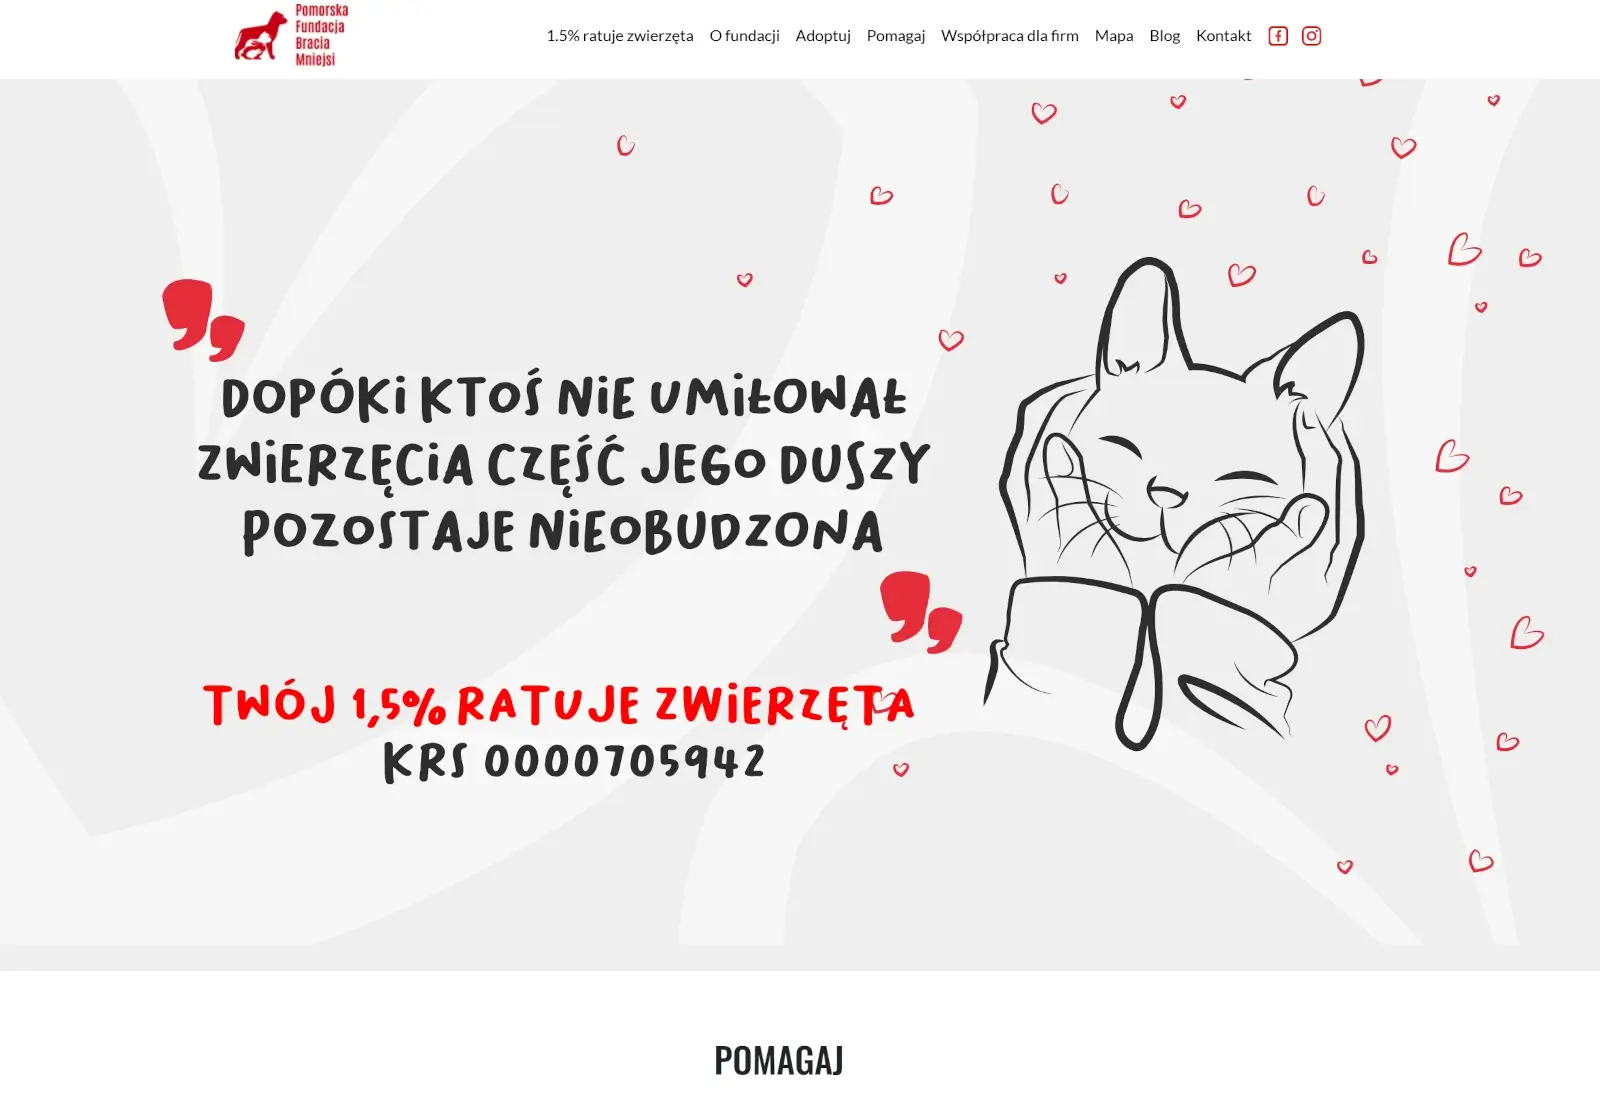 Pomorska
Fundacja
Bracia
Mniejsi
1.5% ratuje zwierzęta O fundacji Adoptuj Pomagaj Współpraca dla firm Mapa Blog Kontakt
DOPÓKI KTOŚ NIE UMIŁOWAŁ
ZWIERZĘCIA CZĘŚĆ JEGO DUSZY
POZOSTAJE NIEOBUDZONA
TWÓJ 1,5% RATUJE ZWIERZĘTA
KRS 0000705942
POMAGAJ